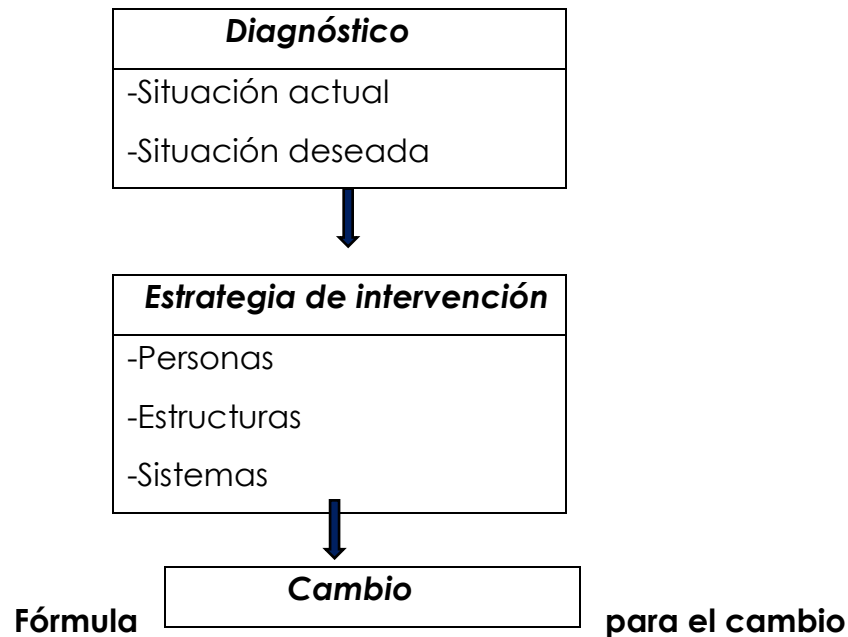 Diagnóstico
-Situación actual
-Situación deseada
Estrategia de intervención
-Personas
-Estructuras
-Sistemas
Cambio
Fórmula para el cambio